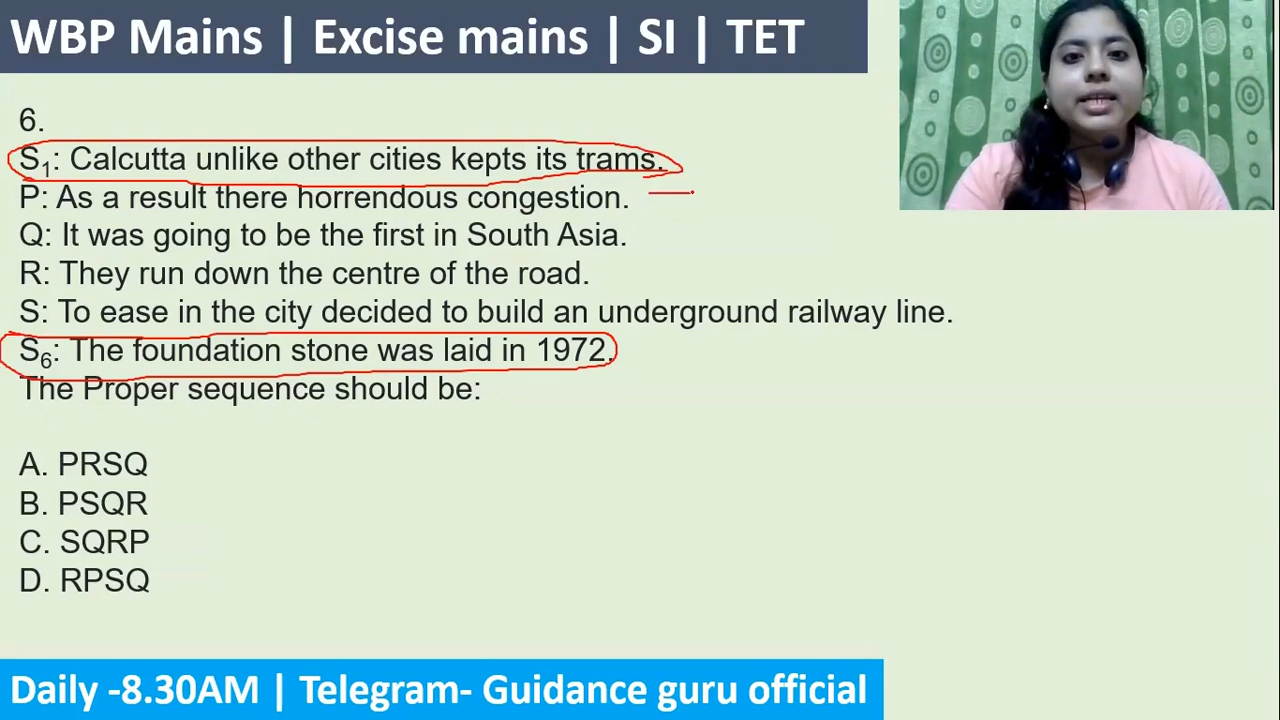 WBP Mains | Excise mains | SI | TET
6.
S₁: Calcutta unlike other cities kepts its trams.
P: As a result there horrendous congestion.
Q: It was going to be the first in South Asia.
R: They run down the centre of the road.
S: To ease in the city decided to build an underground railway line.
S₆: The foundation stone was laid in 1972.
The Proper sequence should be:
A. PRSQ
B. PSQR
C. SQRP
D. RPSQ
Daily -8.30AM | Telegram- Guidance guru official